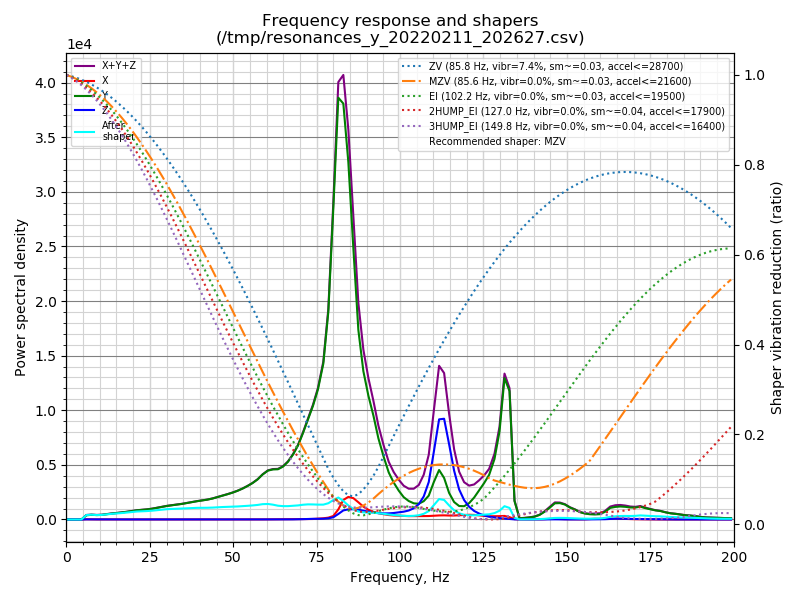 Frequency response and shapers
(/tmp/resonances_y_20220211_202627.csv)
1e4
X+Y+Z
X
Y
Z
After
shaper
ZV (85.8 Hz, vibr=7.4%, sm~=0.03, accel<=28700)
MZV (85.6 Hz, vibr=0.0%, sm~=0.03, accel<=21600)
EI (102.2 Hz, vibr=0.0%, sm~=0.03, accel<=19500)
2HUMP_EI (127.0 Hz, vibr=0.0%, sm~=0.04, accel<=17900)
3HUMP_EI (149.8 Hz, vibr=0.0%, sm~=0.04, accel<=16400)
Recommended shaper: MZV
Power spectral density
4.0
3.5
3.0
2.5
2.0
1.5
1.0
0.5
0.0
1.0
0.8
0.6
0.4
0.2
0.0
Shaper vibration reduction (ratio)
0
25
50
75
100
125
150
175
200
Frequency, Hz